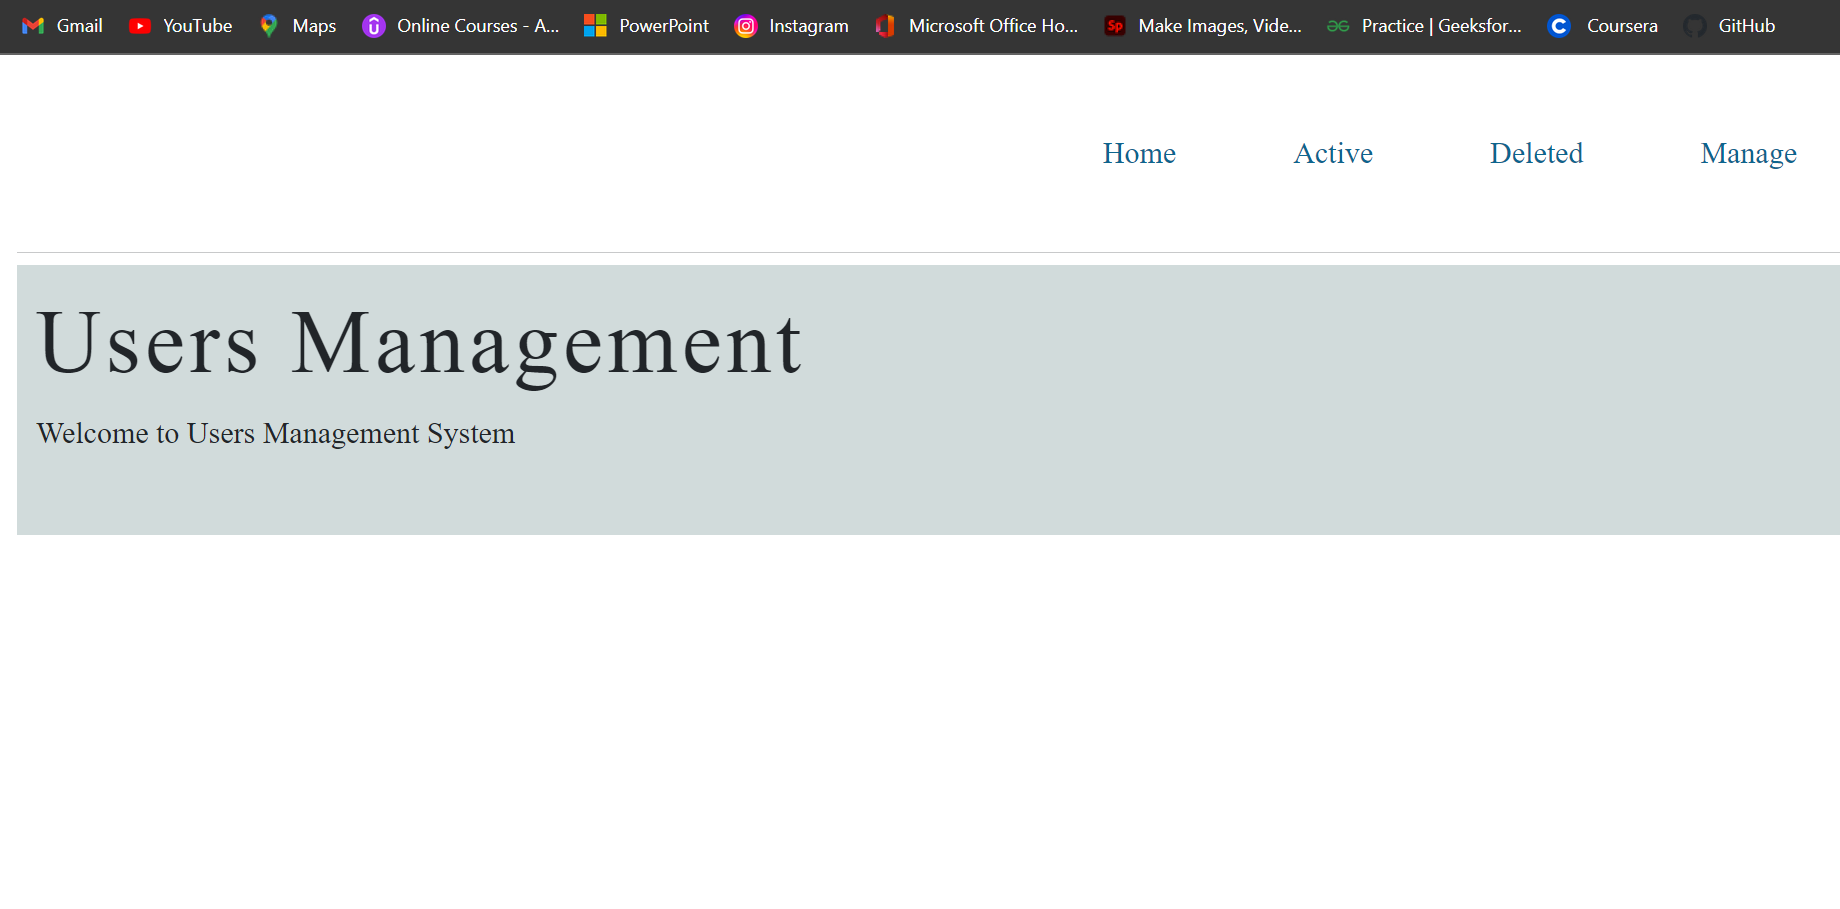 Gmail YouTube Maps Online Courses - A... PowerPoint Instagram Microsoft Office Ho... Sp Make Images, Vide... Practice | Geeksfor... Coursera GitHub
Home Active Deleted Manage
Users Management
Welcome to Users Management System